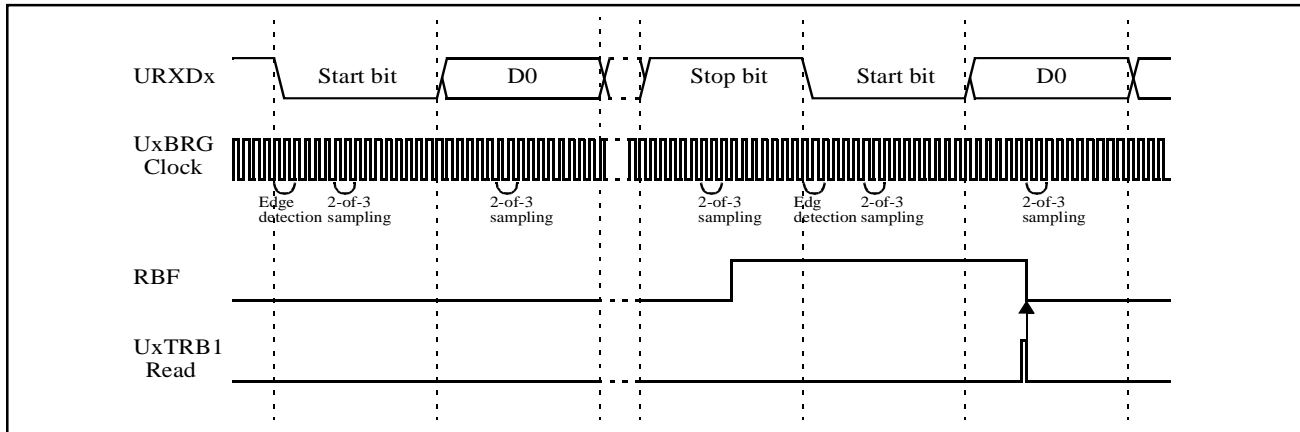 URXDx
Start bit
D0
Stop bit
Start bit
D0
UxBRG
Clock
Edge
detection
2-of-3
sampling
2-of-3
sampling
2-of-3
sampling
Edg
detection
2-of-3
sampling
2-of-3
sampling
RBF
UxTRB1
Read